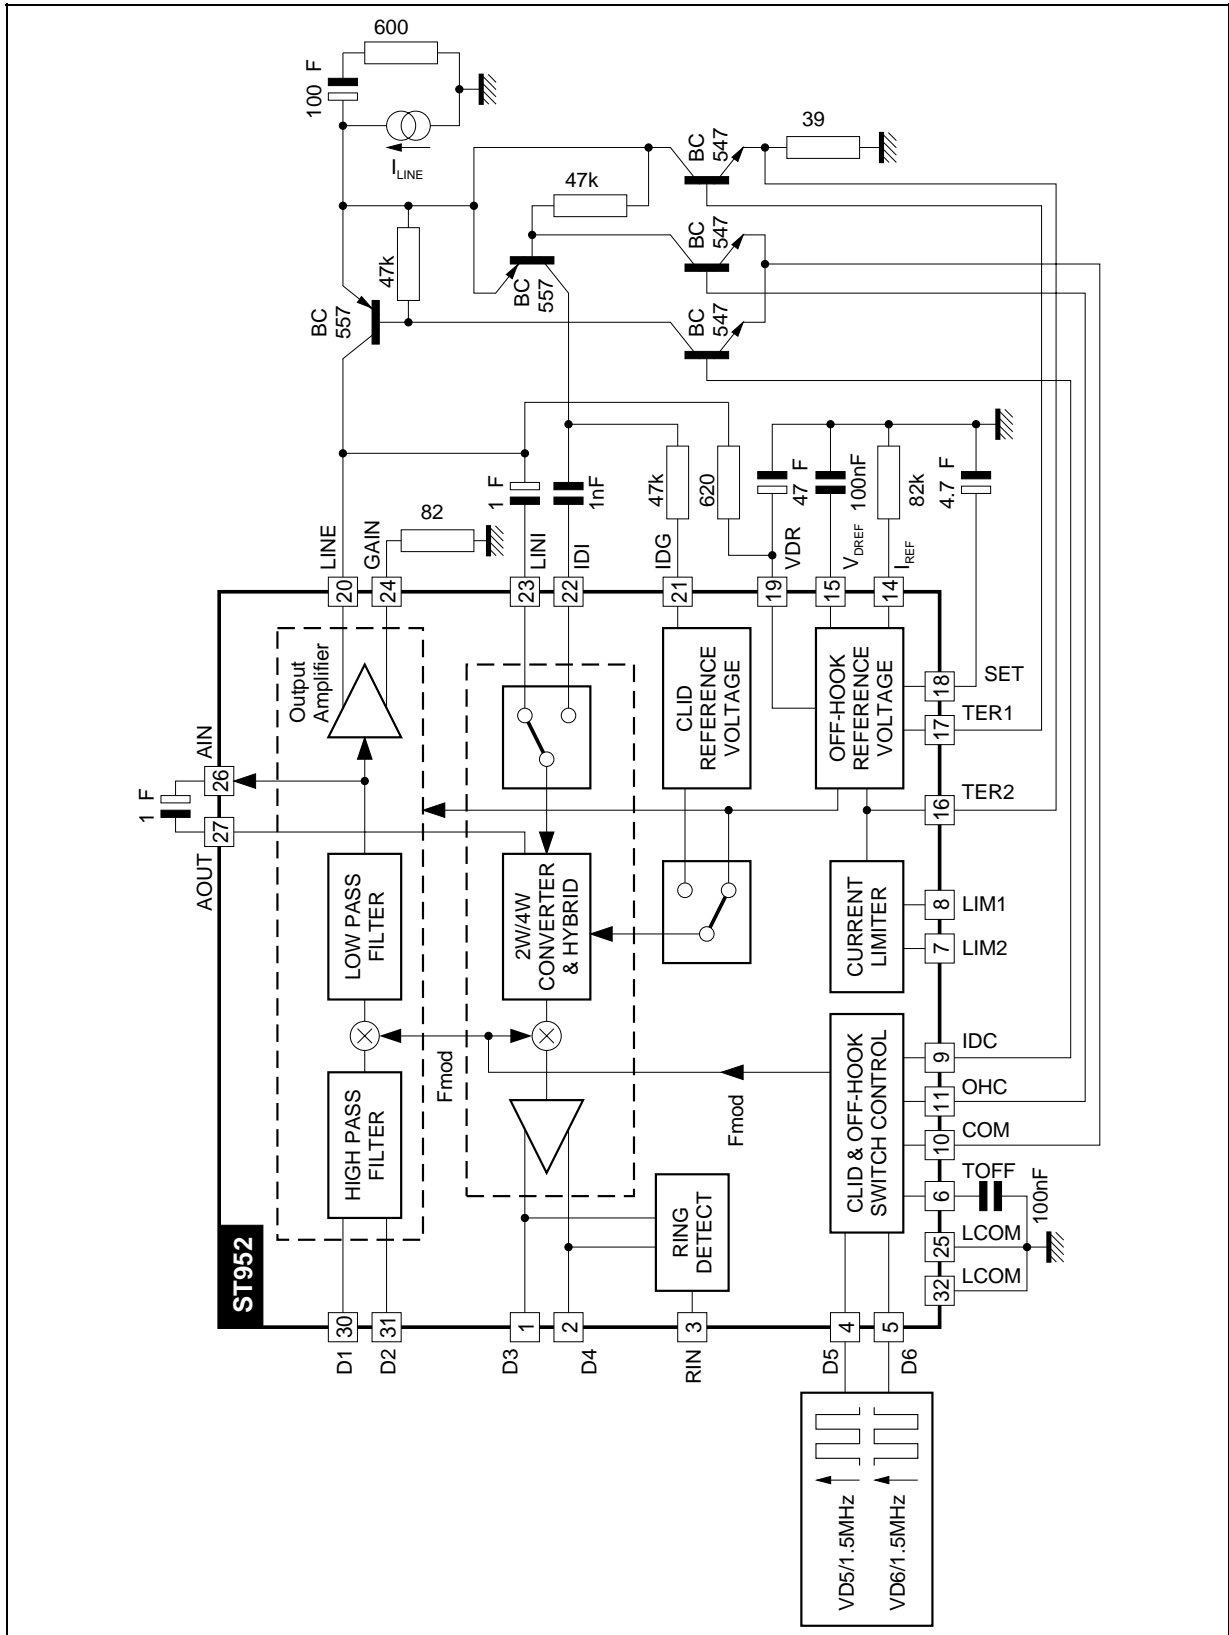 600
100 F
I_LINE
39
BC
547
47k
BC
547
BC
547
47k
BC
557
BC
557
1 F
1nF
82
47k
620
47 F
100nF
82k
4.7 F
LINE
GAIN
LINI
IDI
IDG
VDR
V_DREF
I_REF
20
24
23
22
21
19
15
14
AIN
26
1 F
27
AOUT
Output
Amplifier
LOW PASS
FILTER
HIGH PASS
FILTER
Fmod
2W/4W
CONVERTER
& HYBRID
CLID
REFERENCE
VOLTAGE
OFF-HOOK
REFERENCE
VOLTAGE
CURRENT
LIMITER
CLID & OFF-HOOK
SWITCH CONTROL
Fmod
RING
DETECT
18
SET
17
TER1
16
TER2
8
LIM1
7
LIM2
9
IDC
11
OHC
10
COM
6
TOFF
100nF
25
LCOM
32
LCOM
ST952
30
31
1
2
3
4
5
D1
D2
D3
D4
RIN
D5
D6
VD5/1.5MHz
VD6/1.5MHz